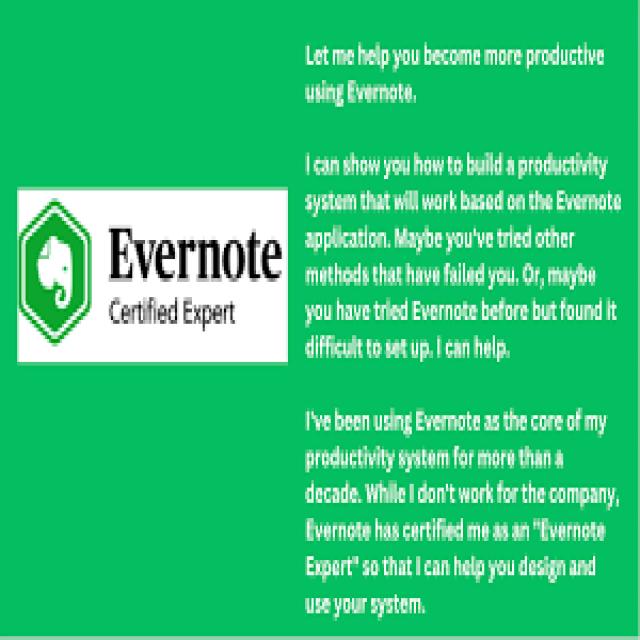 Let me help you become more productive
using Evernote.
I can show you how to build a productivity
system that will work based on the Evernote
application. Maybe you've tried other
methods that have failed you. Or, maybe
you have tried Evernote before but found it
difficult to set up. I can help.
Evernote
Certified Expert
I've been using Evernote as the core of my
productivity system for more than a
decade. While I don't work for the company,
Evernote has certified me as an "Evernote
Expert" so that I can help you design and
use your system.